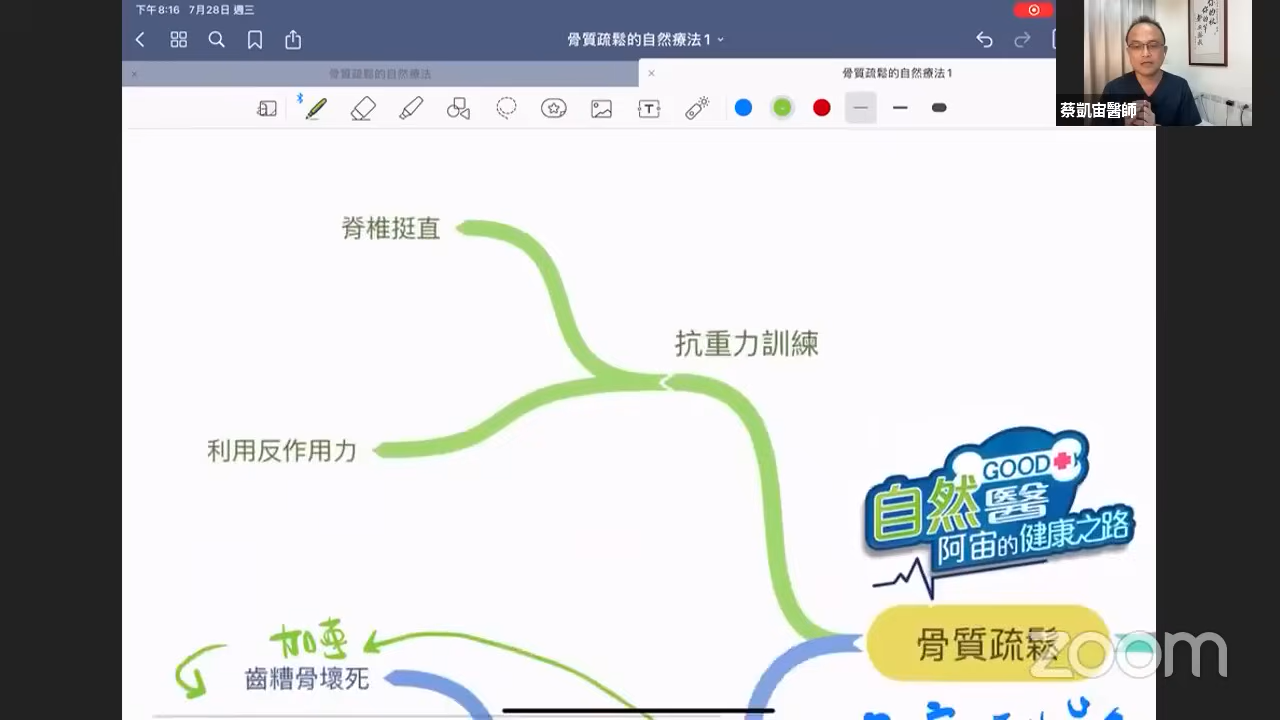 下午8:16 7月28日 週三
骨質疏鬆的自然療法1
骨質疏鬆的自然療法
骨質疏鬆的自然療法1
蔡凱宙醫師
脊椎挺直
抗重力訓練
利用反作用力
GOOD
自然醫
阿宙的健康之路
加重
齒糟骨壞死
骨質疏鬆
zoom